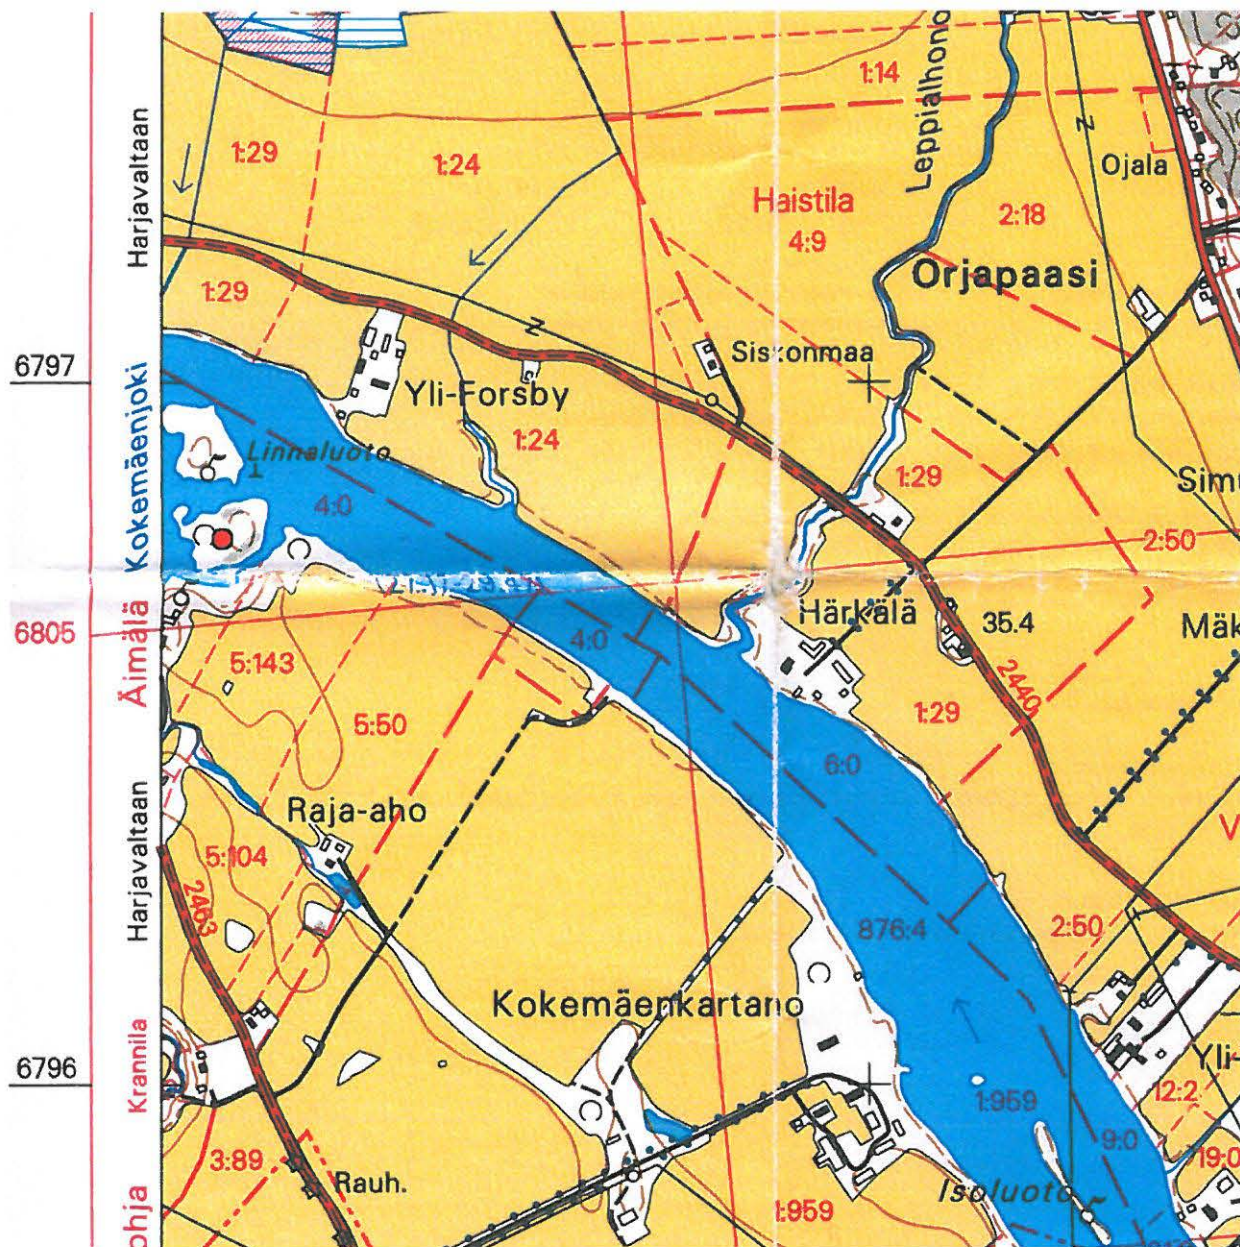 Leppialhono
1:14
Harjavaltaan
1:29
1:24
Ojala
Haistila
4:9
2:18
Orjapaasi
1:29
Siskonmaa
6797
Yli-Forsby
Kokemäenjoki
1:24
Linnaluoto
1:29
4:0
2:50
Härkälä
35.4
6805
4:0
Äimälä
5:143
Mäk
2440
5:50
1:29
6:0
Raja-aho
Harjavaltaan
5:104
2463
876:4
2:50
Kokemäenkartano
6796
Krannila
Yli-
12:2
1:959
9:0
3:89
Rauh.
19:0
Isoluoto
1:959
ohja